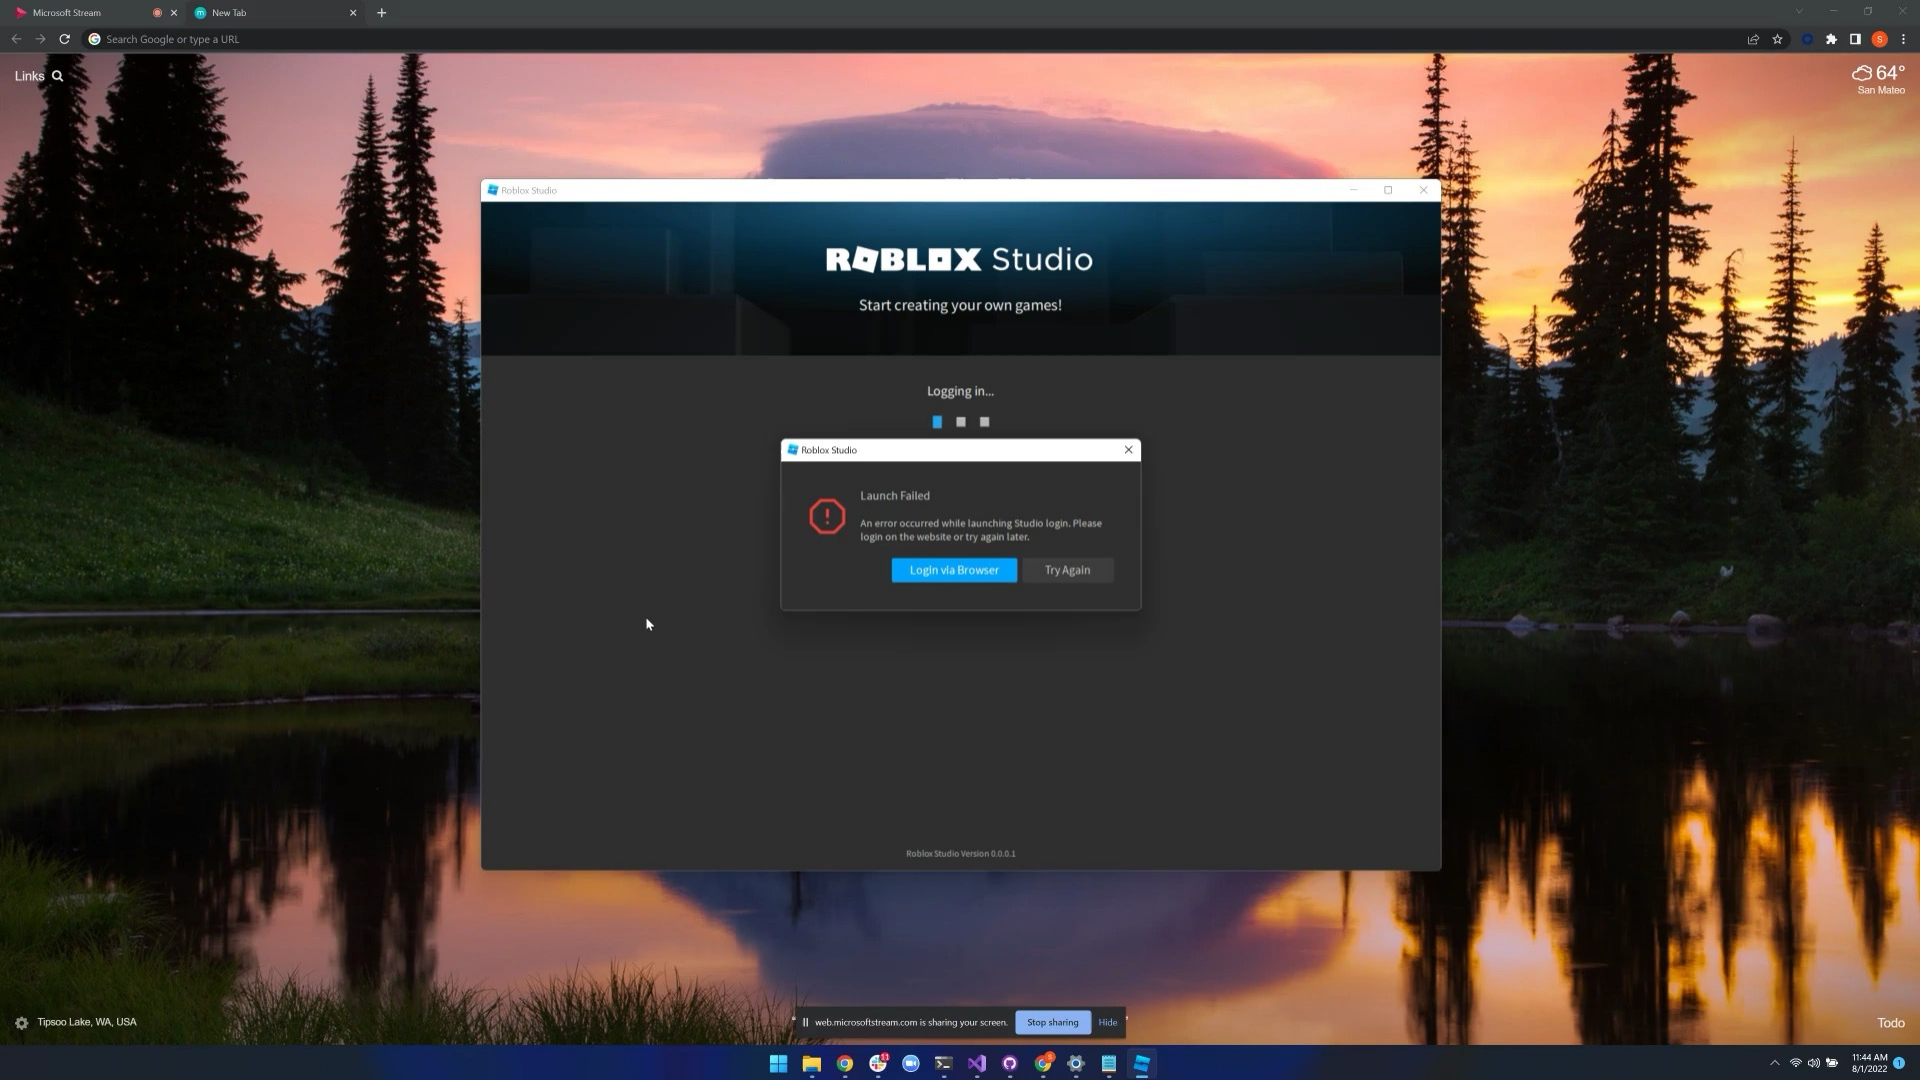 Microsoft Stream
New Tab
Search Google or type a URL
S
Links
64°
San Mateo
Roblox Studio
ROBLOX Studio
Start creating your own games!
Logging in...
Roblox Studio
Launch Failed
An error occurred while launching Studio login. Please
login on the website or try again later.
Login via Browser
Try Again
Roblox Studio Version 0.0.0.1
Tipsoo Lake, WA, USA
web.microsoftstream.com is sharing your screen.
Stop sharing
Hide
Todo
11
11:44 AM
8/1/2022
1